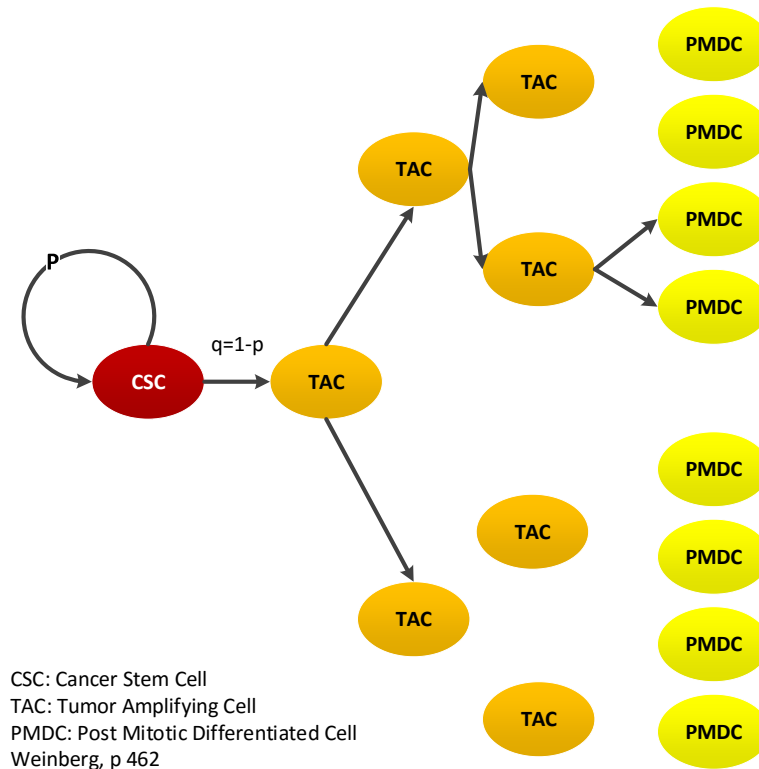 PMDC
TAC
PMDC
TAC
PMDC
TAC
PMDC
P
q=1-p
CSC
TAC
PMDC
TAC
PMDC
TAC
PMDC
CSC: Cancer Stem Cell
TAC: Tumor Amplifying Cell
TAC
PMDC
PMDC: Post Mitotic Differentiated Cell
Weinberg, p 462